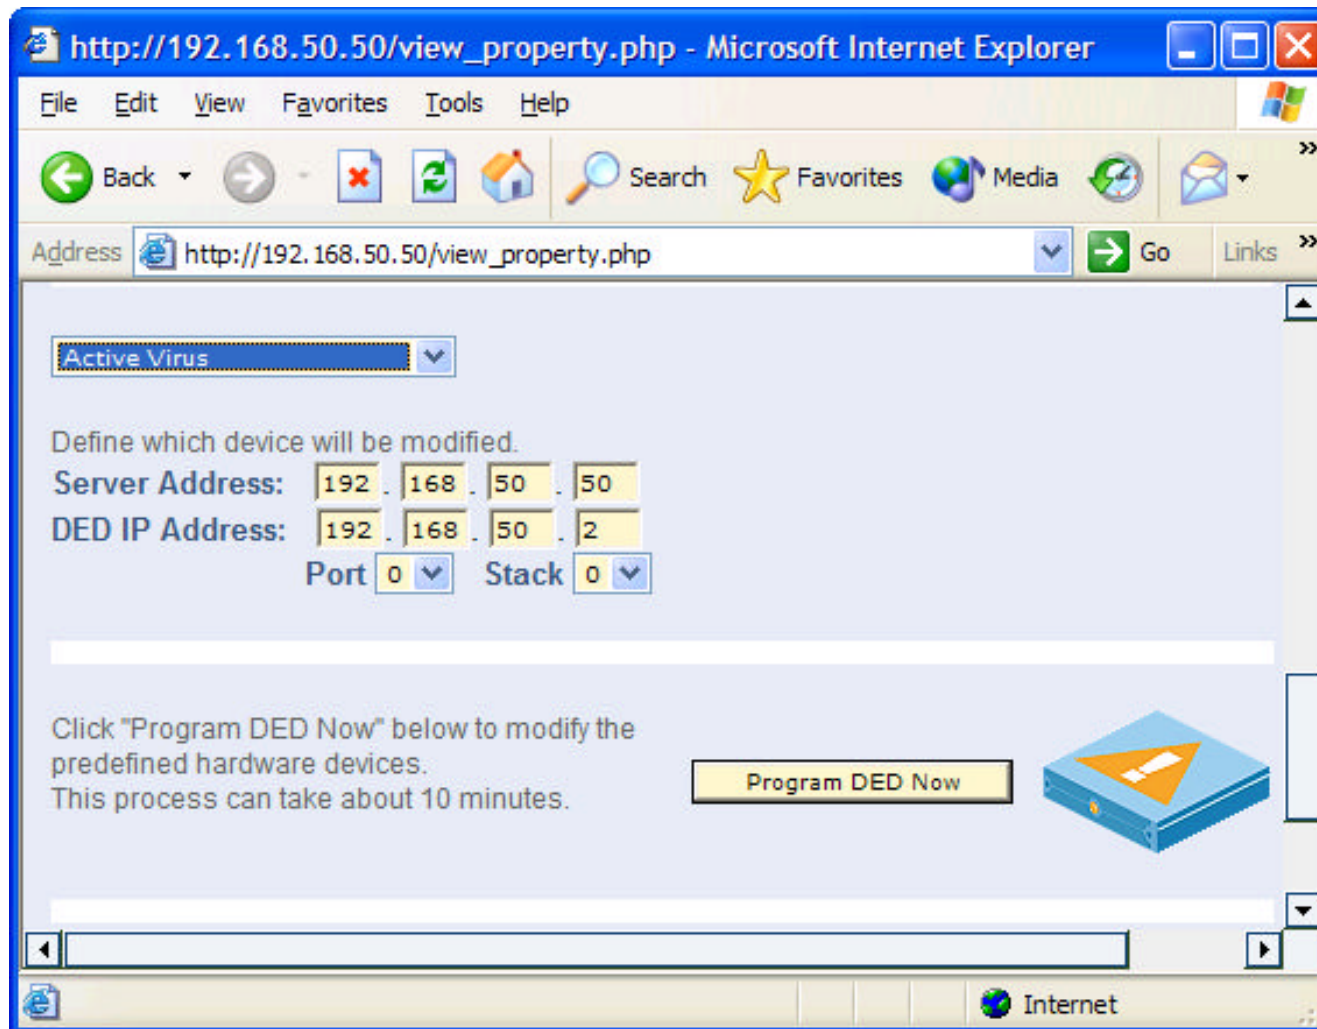 http://192.168.50.50/view_property.php - Microsoft Internet Explorer
File Edit View Favorites Tools Help
Back Search Favorites Media
Address http://192.168.50.50/view_property.php Go Links
Active Virus
Define which device will be modified.
Server Address: 192 . 168 . 50 . 50
DED IP Address: 192 . 168 . 50 . 2
Port 0 Stack 0
Click "Program DED Now" below to modify the
predefined hardware devices.
This process can take about 10 minutes.
Program DED Now
Internet